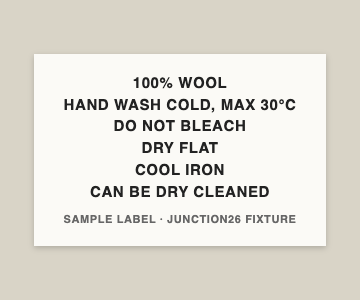 100% WOOL
HAND WASH COLD, MAX 30°C
DO NOT BLEACH
DRY FLAT
COOL IRON
CAN BE DRY CLEANED
SAMPLE LABEL · JUNCTION26 FIXTURE